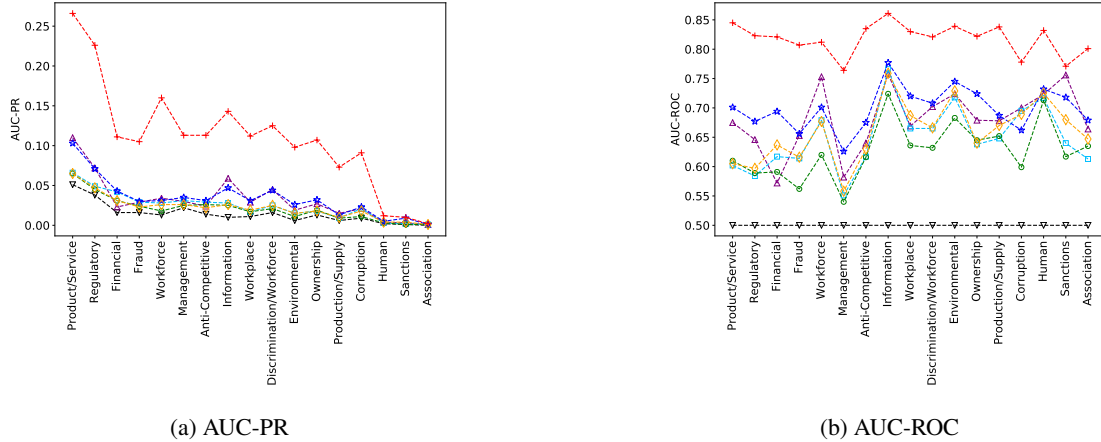 AUC-PR
0.25
0.20
0.15
0.10
0.05
0.00
Product/Service
Regulatory
Financial
Fraud
Workforce
Management
Anti-Competitive
Information
Workplace
Discrimination/Workforce
Environmental
Ownership
Production/Supply
Corruption
Human
Sanctions
Association
(a) AUC-PR
AUC-ROC
0.85
0.80
0.75
0.70
0.65
0.60
0.55
0.50
Product/Service
Regulatory
Financial
Fraud
Workforce
Management
Anti-Competitive
Information
Workplace
Discrimination/Workforce
Environmental
Ownership
Production/Supply
Corruption
Human
Sanctions
Association
(b) AUC-ROC